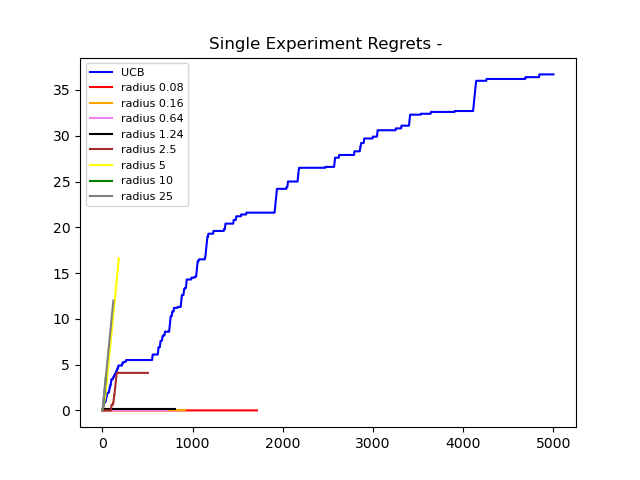 Single Experiment Regrets -
UCB
radius 0.08
radius 0.16
radius 0.64
radius 1.24
radius 2.5
radius 5
radius 10
radius 25
35
30
25
20
15
10
5
0
0 1000 2000 3000 4000 5000